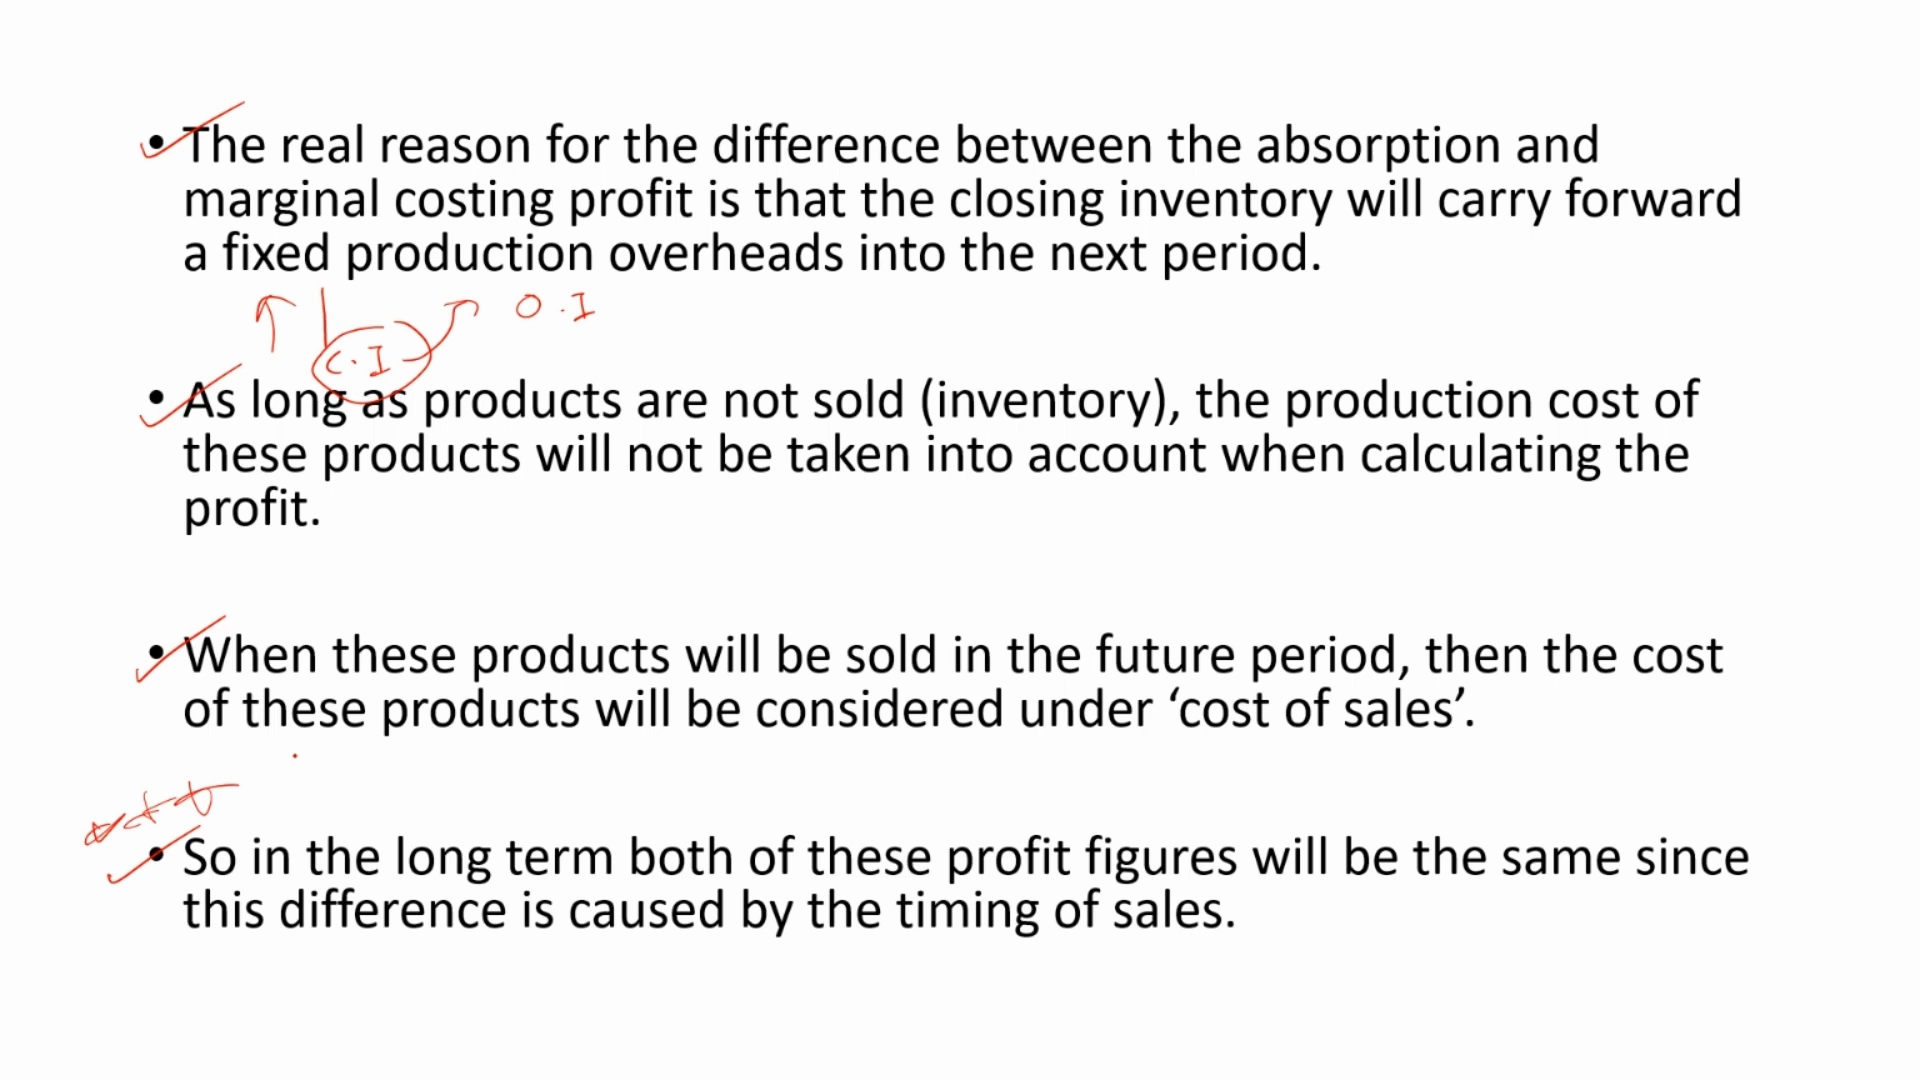 • The real reason for the difference between the absorption and
marginal costing profit is that the closing inventory will carry forward
a fixed production overheads into the next period.
C.I O.I
• As long as products are not sold (inventory), the production cost of
these products will not be taken into account when calculating the
profit.
• When these products will be sold in the future period, then the cost
of these products will be considered under ‘cost of sales’.
• So in the long term both of these profit figures will be the same since
this difference is caused by the timing of sales.